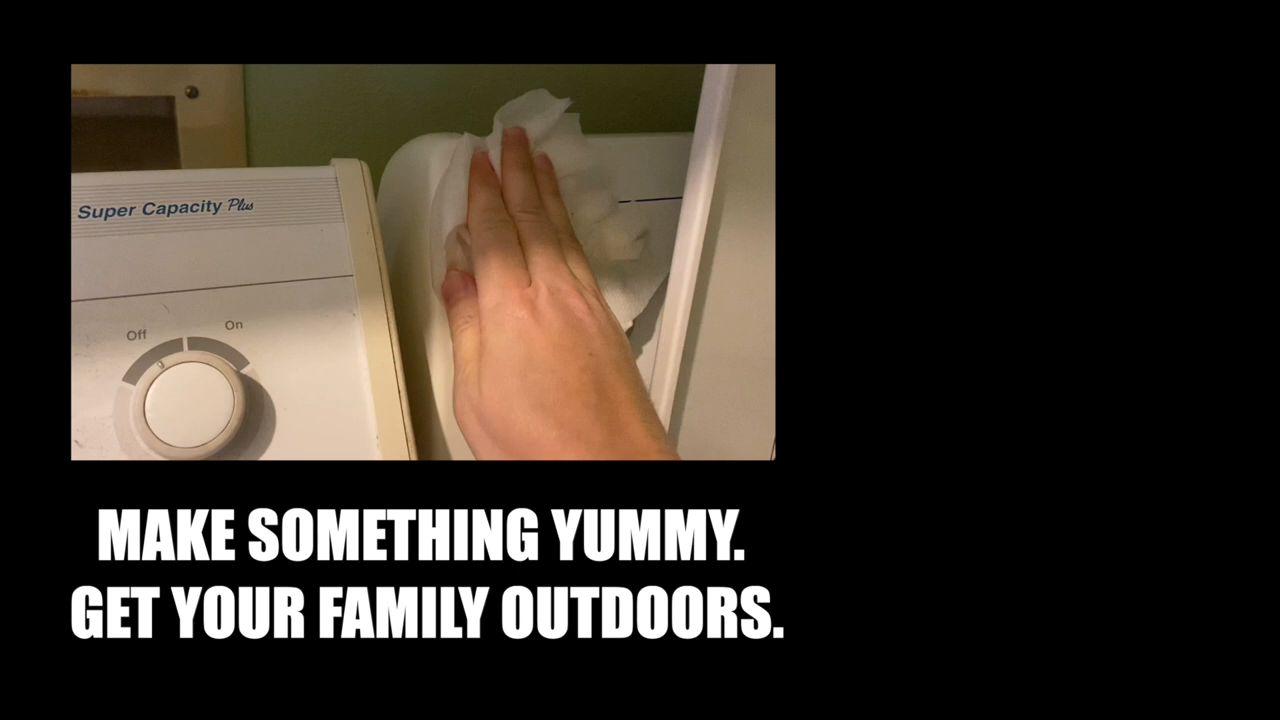 Super Capacity Plus
Off
On
MAKE SOMETHING YUMMY.
GET YOUR FAMILY OUTDOORS.